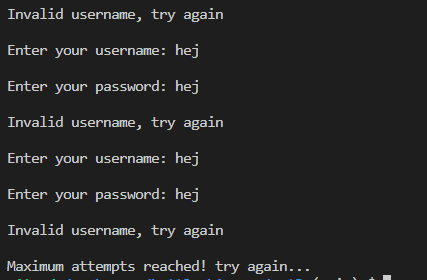 Invalid username, try again
Enter your username: hej
Enter your password: hej
Invalid username, try again
Enter your username: hej
Enter your password: hej
Invalid username, try again
Maximum attempts reached! try again...